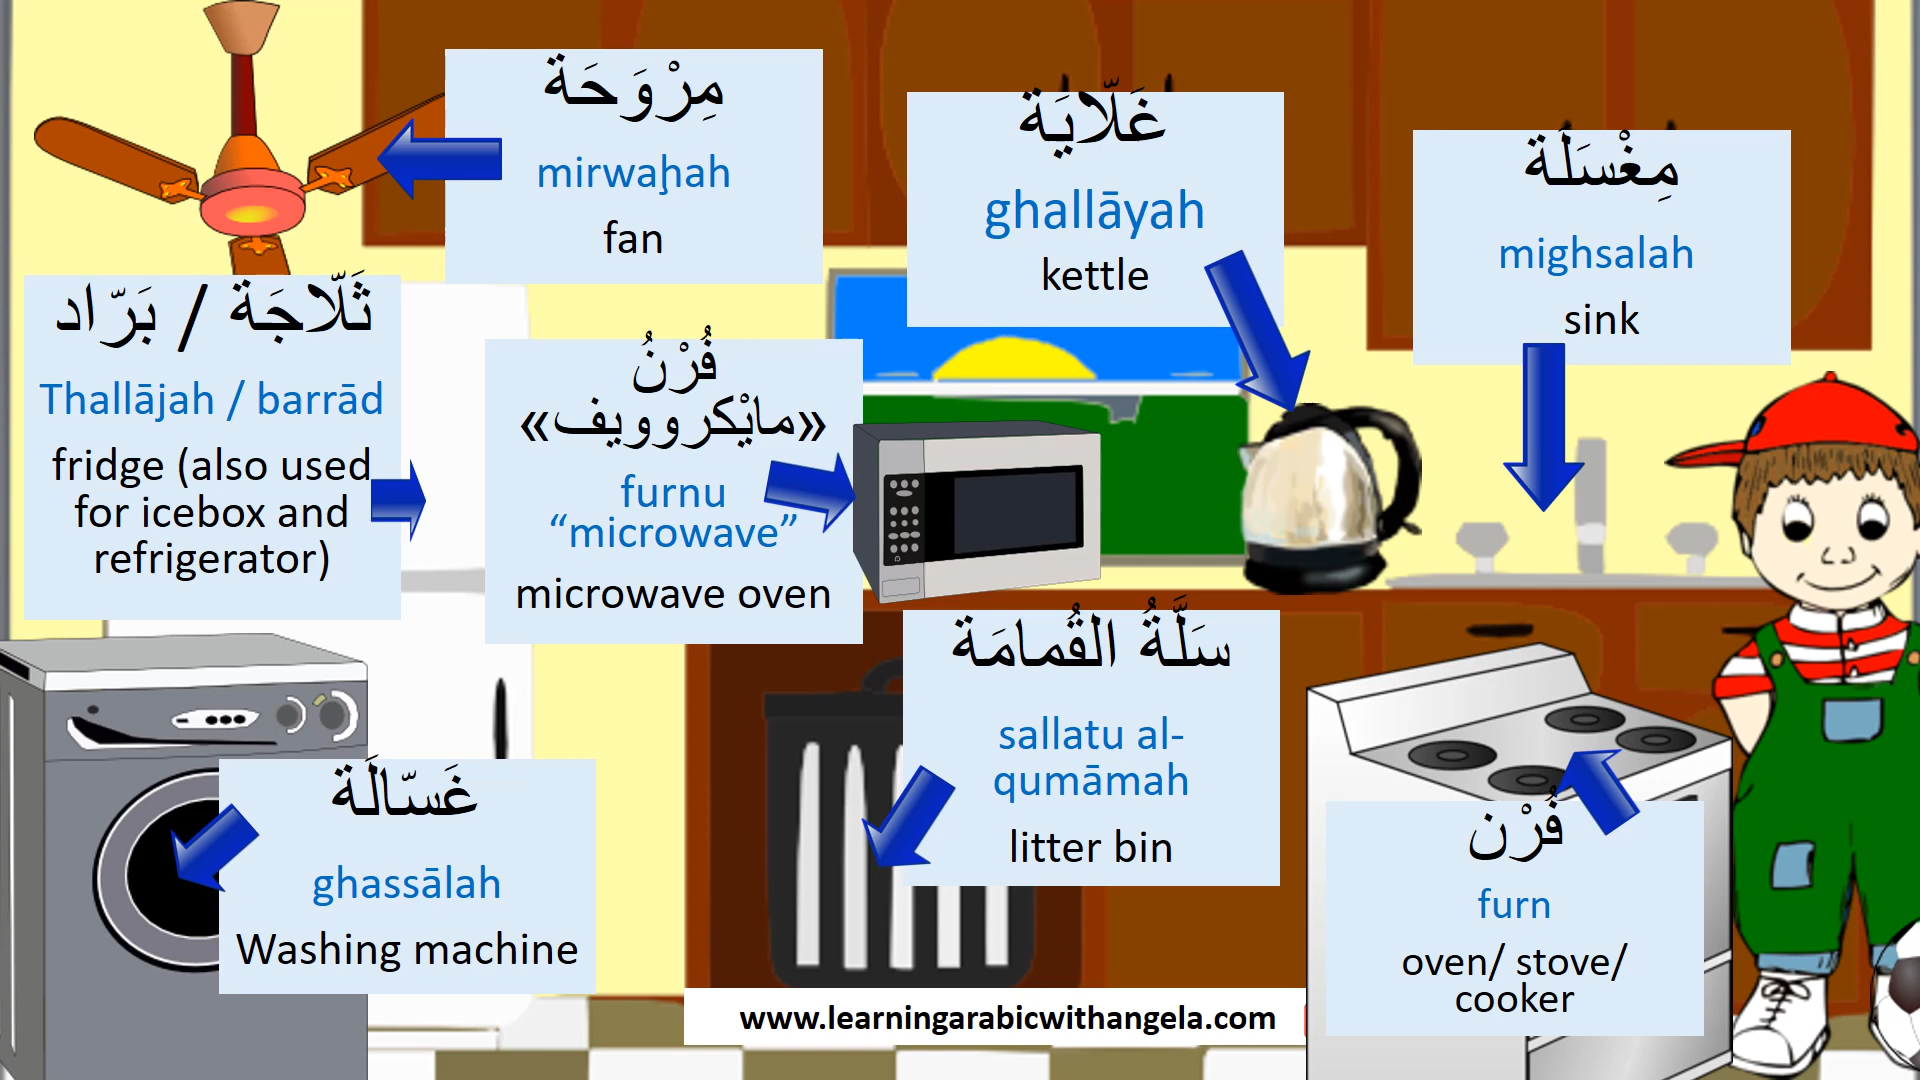 مِرْوَحَة
mirwaḩah
fan
غَلّايَة
ghallāyah
kettle
مِغْسَلَة
mighsalah
sink
ثَلّاجَة / بَرّاد
Thallājah / barrād
fridge (also used
for icebox and
refrigerator)
فُرْنُ
«مايْكروويف»
furnu
“microwave”
microwave oven
سَلَّةُ القُمامَة
sallatu al-
qumāmah
litter bin
غَسّالَة
ghassālah
Washing machine
فُرْن
furn
oven/ stove/
cooker
www.learningarabicwithangela.com